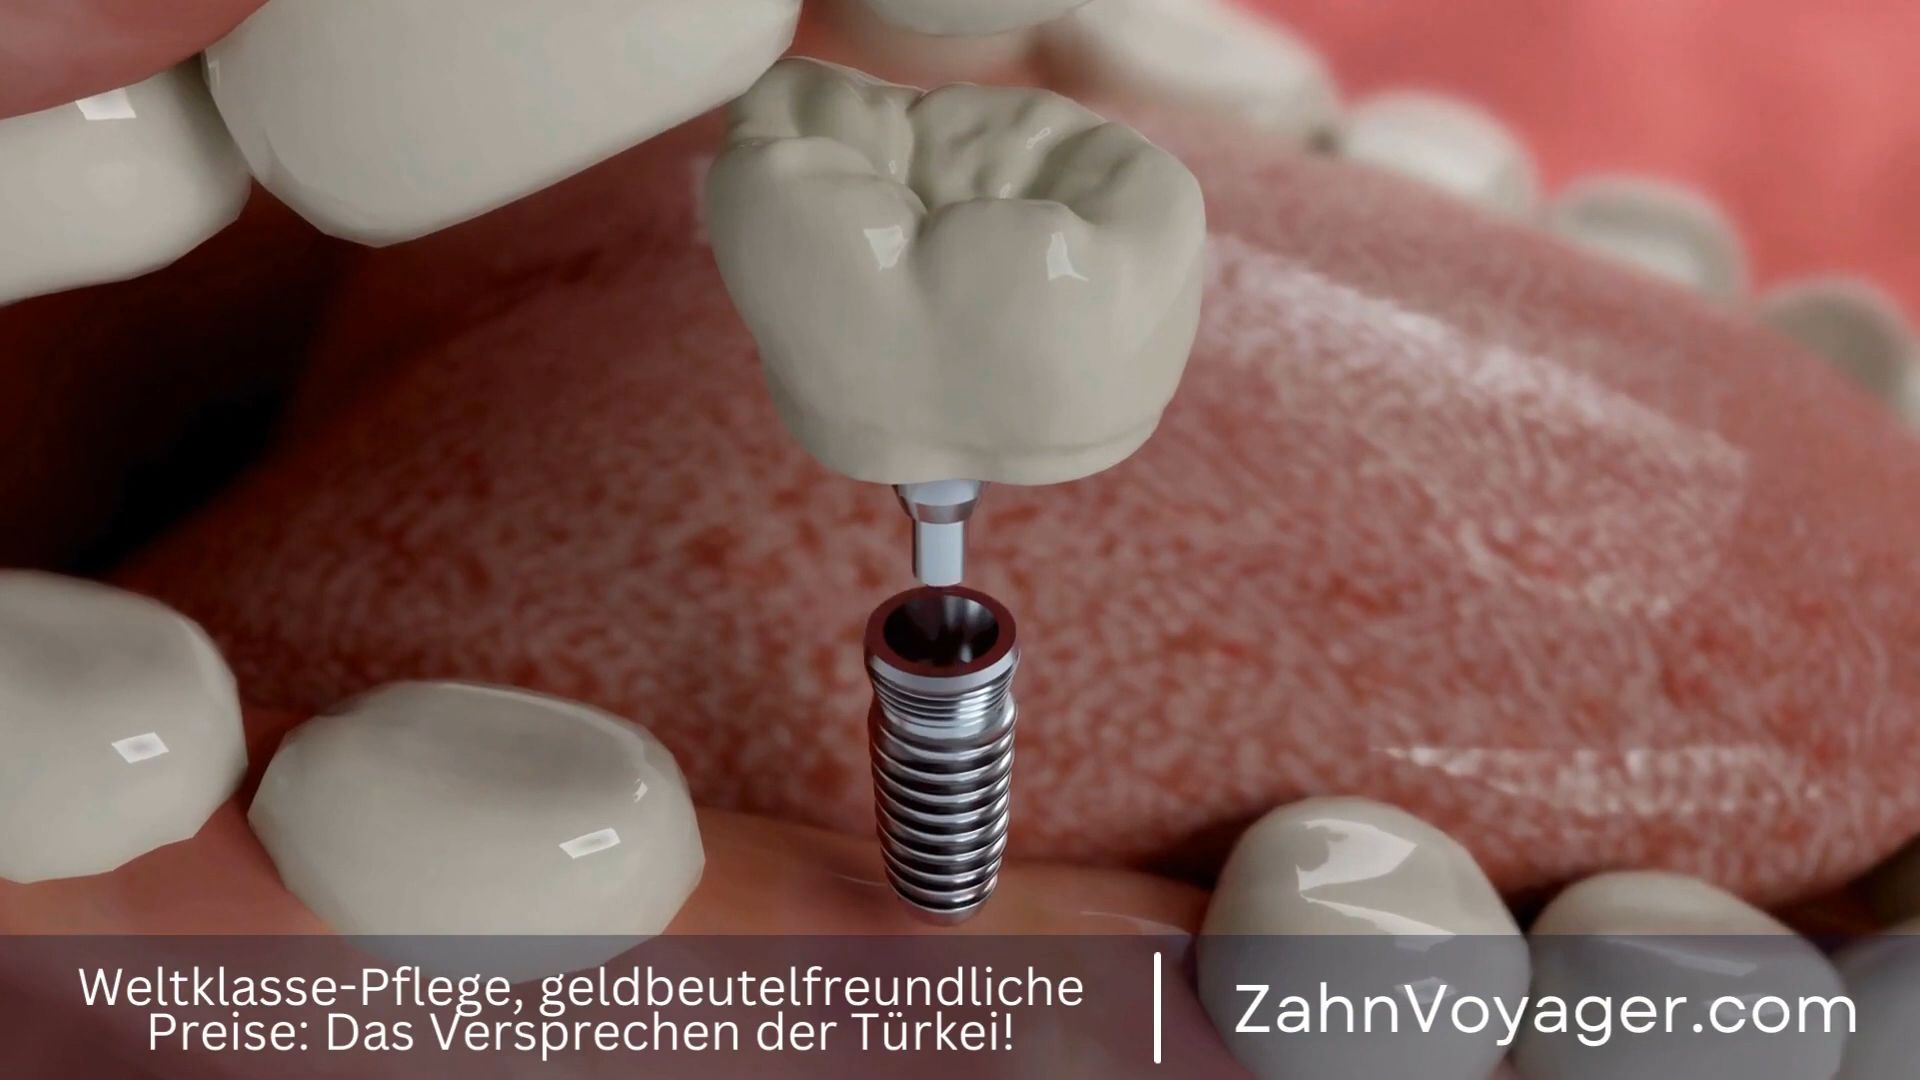 Weltklasse-Pflege, geldbeutelfreundliche
Preise: Das Versprechen der Türkei!
ZahnVoyager.com